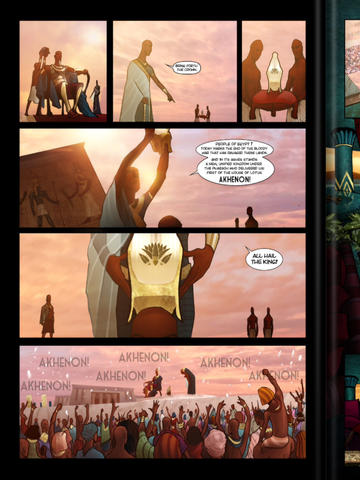 BRING FORTH
THE CROWN.
PEOPLE OF EGYPT!
TODAY MARKS THE END OF THE BLOODY
WAR THAT HAS RAVAGED THESE LANDS.
AND IN ITS ASHES STANDS
A NEW, UNITED KINGDOM UNDER
THE PHARAOH WHO DELIVERED US!
FIRST OF THE HOUSE OF LOTUS.
AKHENON!
ALL HAIL
THE KING!
AKHENON!
AKHENON!
AKHENON!
AKHENON!
AKHENON!
AKHENON!